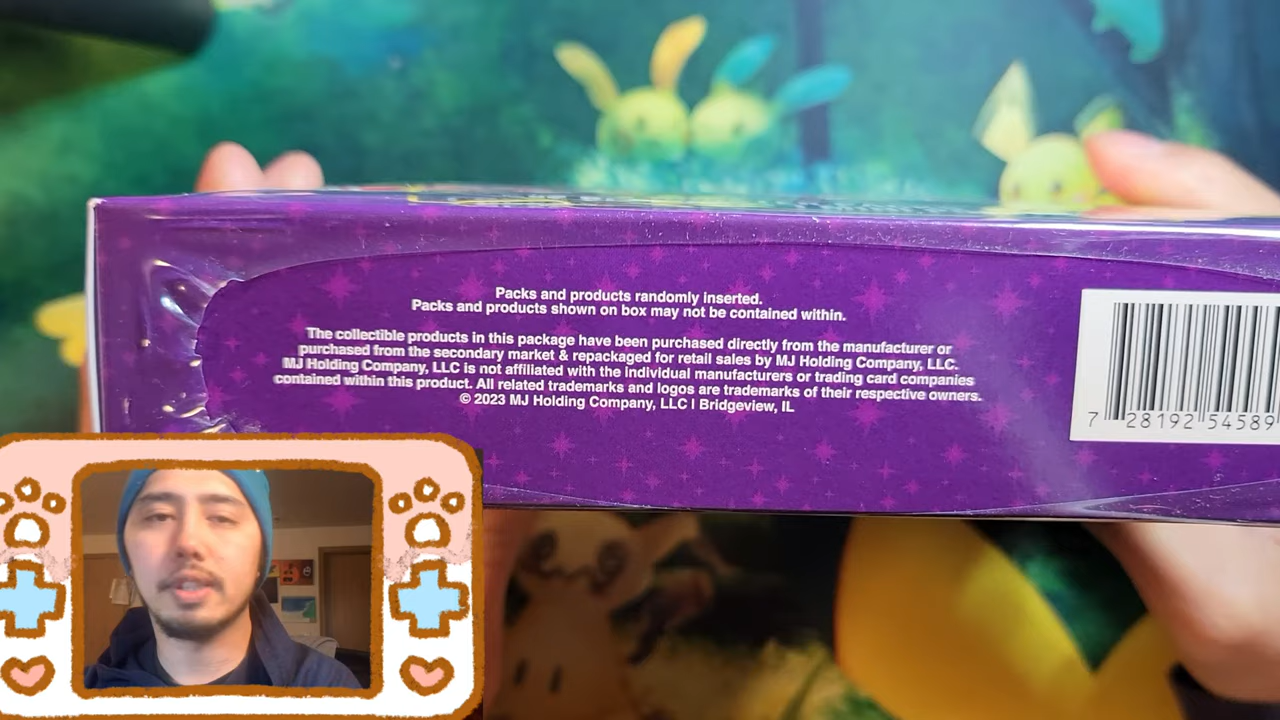 Packs and products randomly inserted.
Packs and products shown on box may not be contained within.
The collectible products in this package have been purchased directly from the manufacturer or
purchased from the secondary market & repackaged for retail sales by MJ Holding Company, LLC.
MJ Holding Company, LLC is not affiliated with the individual manufacturers or trading card companies
contained within this product. All related trademarks and logos are trademarks of their respective owners.
© 2023 MJ Holding Company, LLC | Bridgeview, IL
7 28192 54589